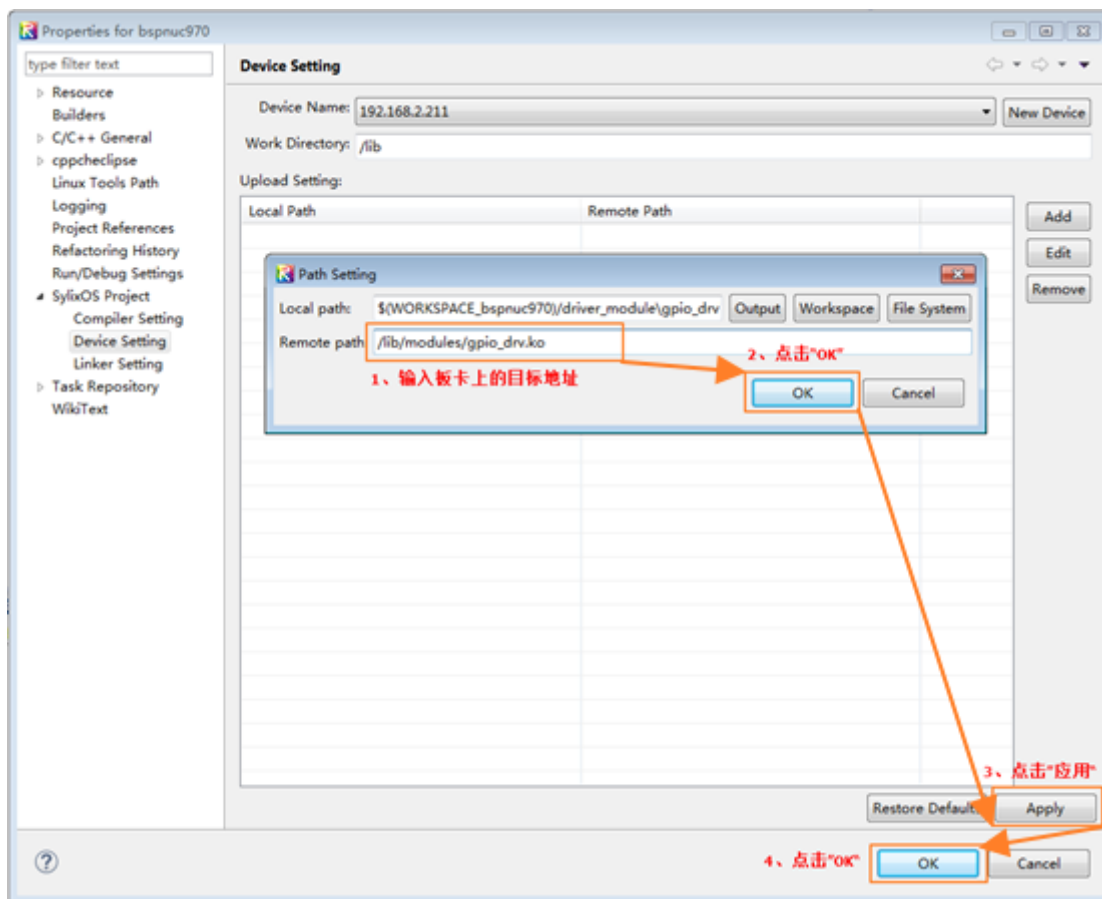 Properties for bspnuc970
type filter text
Resource
Builders
C/C++ General
cppcheclipse
Linux Tools Path
Logging
Project References
Refactoring History
Run/Debug Settings
SylixOS Project
Compiler Setting
Device Setting
Linker Setting
Task Repository
WikiText
Device Setting
Device Name: 192.168.2.211 New Device
Work Directory: /lib
Upload Setting:
Local Path Remote Path
Add
Edit
Remove
Path Setting
Local path: $(WORKSPACE_bspnuc970)/driver_module\gpio_drv Output Workspace File System
Remote path /lib/modules/gpio_drv.ko
2、点击"OK"
1、输入板卡上的目标地址
OK Cancel
3、点击"应用"
Restore Default Apply
4、点击"OK" OK Cancel